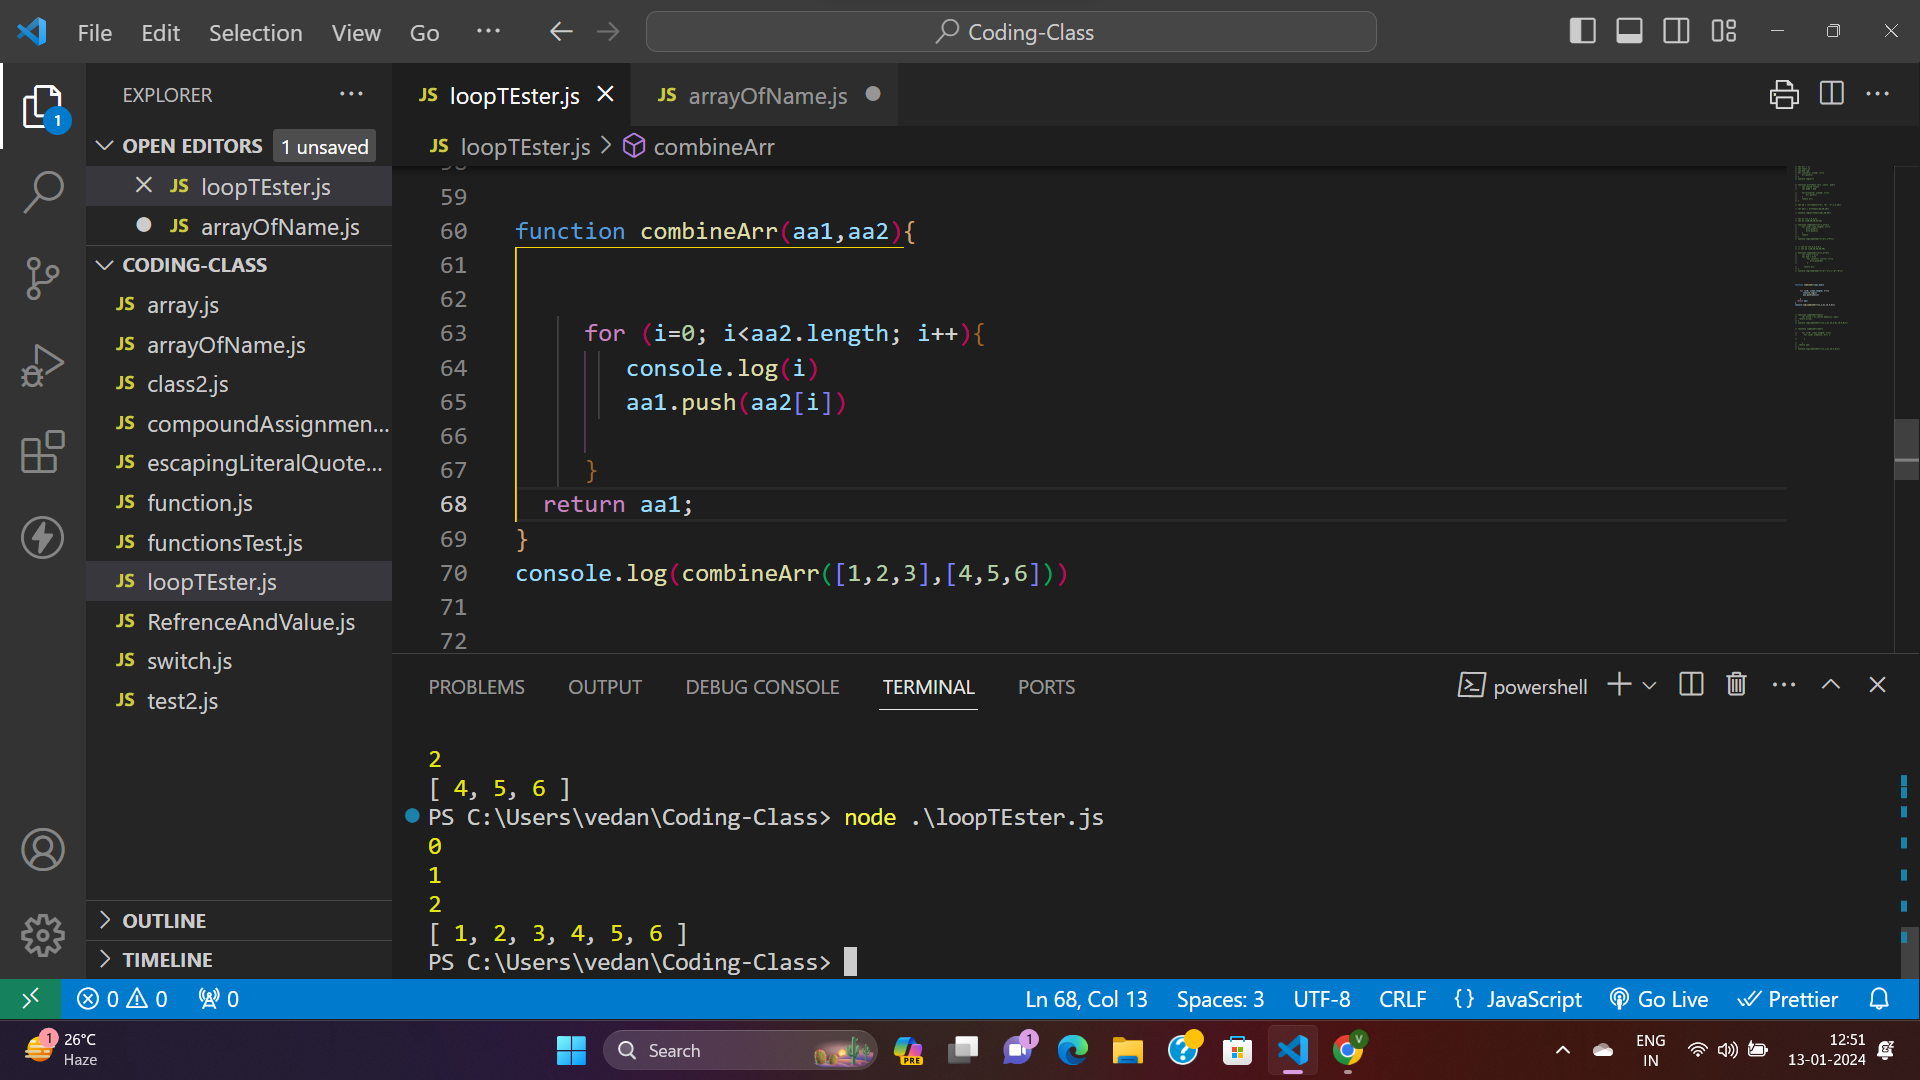 File Edit Selection View Go ··· Coding-Class
EXPLORER ···
1
OPEN EDITORS 1 unsaved
JS loopTEster.js
JS arrayOfName.js
CODING-CLASS
JS array.js
JS arrayOfName.js
JS class2.js
JS compoundAssignmen...
JS escapingLiteralQuote...
JS function.js
JS functionsTest.js
JS loopTEster.js
JS RefrenceAndValue.js
JS switch.js
JS test2.js
OUTLINE
TIMELINE
JS loopTEster.js JS arrayOfName.js
JS loopTEster.js > combineArr
59
60 function combineArr(aa1,aa2){
61
62
63 for (i=0; i<aa2.length; i++){
64 console.log(i)
65 aa1.push(aa2[i])
66
67 }
68 return aa1;
69 }
70 console.log(combineArr([1,2,3],[4,5,6]))
71
72
PROBLEMS OUTPUT DEBUG CONSOLE TERMINAL PORTS powershell
2
[ 4, 5, 6 ]
PS C:\Users\vedan\Coding-Class> node .\loopTEster.js
0
1
2
[ 1, 2, 3, 4, 5, 6 ]
PS C:\Users\vedan\Coding-Class>
0 0 0 Ln 68, Col 13 Spaces: 3 UTF-8 CRLF {} JavaScript Go Live Prettier
1 26°C
Haze
Search
PRE
1
V
ENG
IN
12:51
13-01-2024